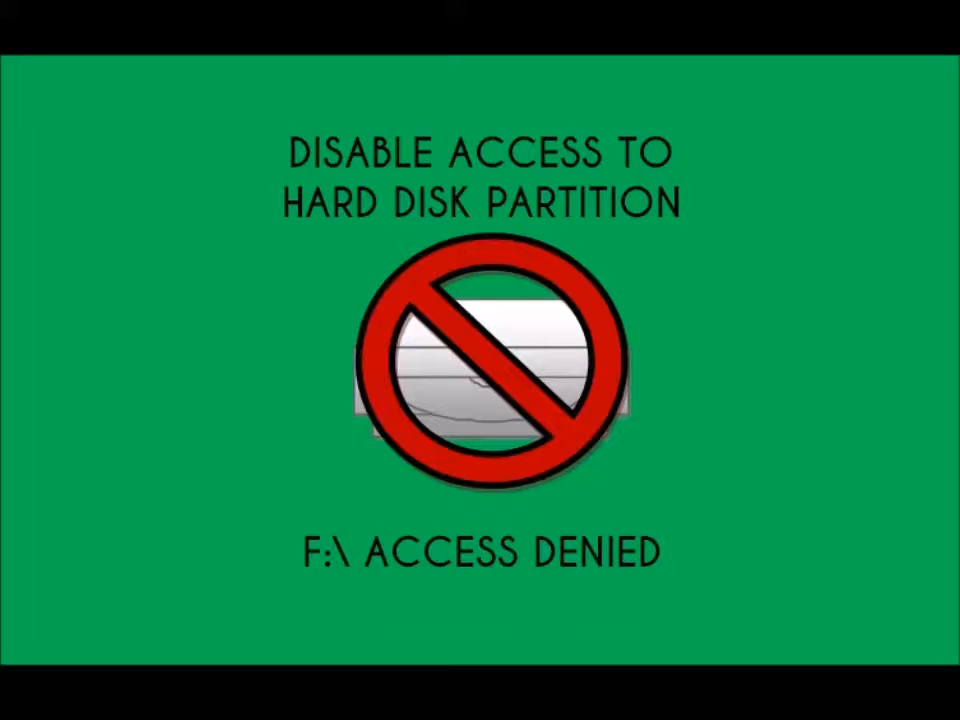 DISABLE ACCESS TO
HARD DISK PARTITION
F:\ ACCESS DENIED